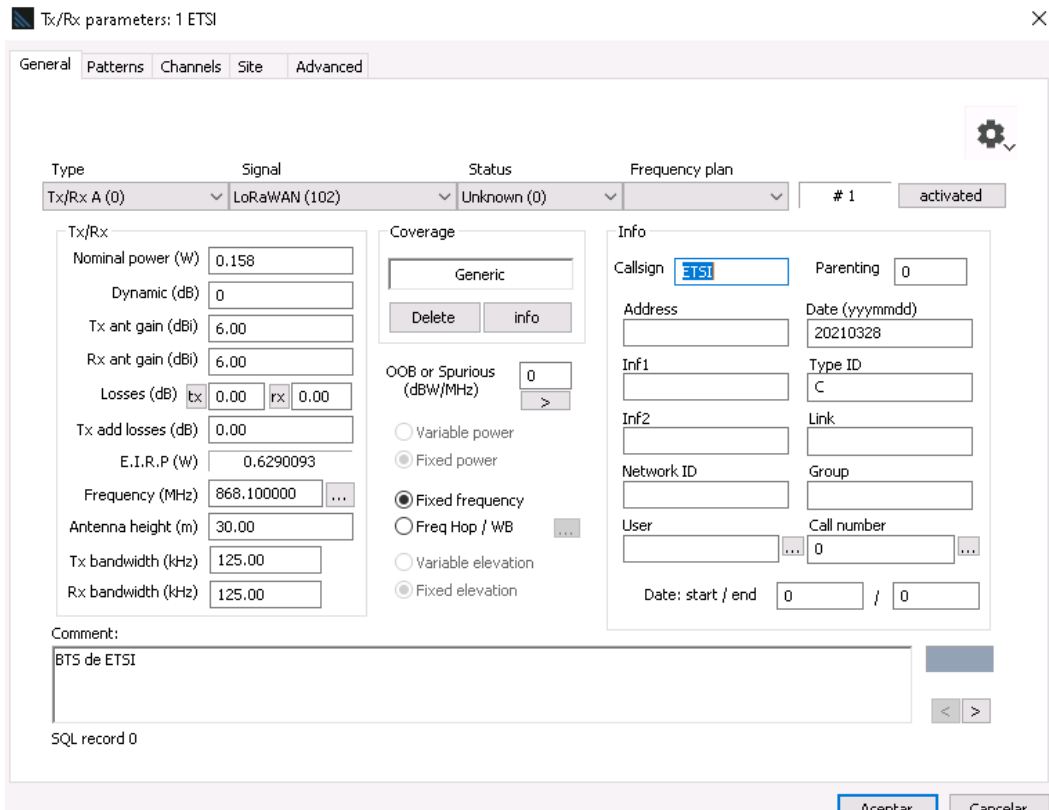 Tx/Rx parameters: 1 ETSI
General Patterns Channels Site Advanced
Type Signal Status Frequency plan
Tx/Rx A (0) LoRaWAN (102) Unknown (0) # 1 activated
Tx/Rx
Nominal power (W) 0.158
Dynamic (dB) 0
Tx ant gain (dBi) 6.00
Rx ant gain (dBi) 6.00
Losses (dB) tx 0.00 rx 0.00
Tx add losses (dB) 0.00
E.I.R.P (W) 0.6290093
Frequency (MHz) 868.100000 ...
Antenna height (m) 30.00
Tx bandwidth (kHz) 125.00
Rx bandwidth (kHz) 125.00
Coverage
Generic
Delete info
OOB or Spurious
(dBW/MHz) 0
>
Variable power
Fixed power
Fixed frequency
Freq Hop / WB ...
Variable elevation
Fixed elevation
Info
Callsign ETSI Parenting 0
Address Date (yyymmdd)
20210328
Inf1 Type ID
C
Inf2 Link
Network ID Group
User Call number
... 0 ...
Date: start / end 0 / 0
Comment:
BTS de ETSI
< >
SQL record 0
Aceptar Cancelar